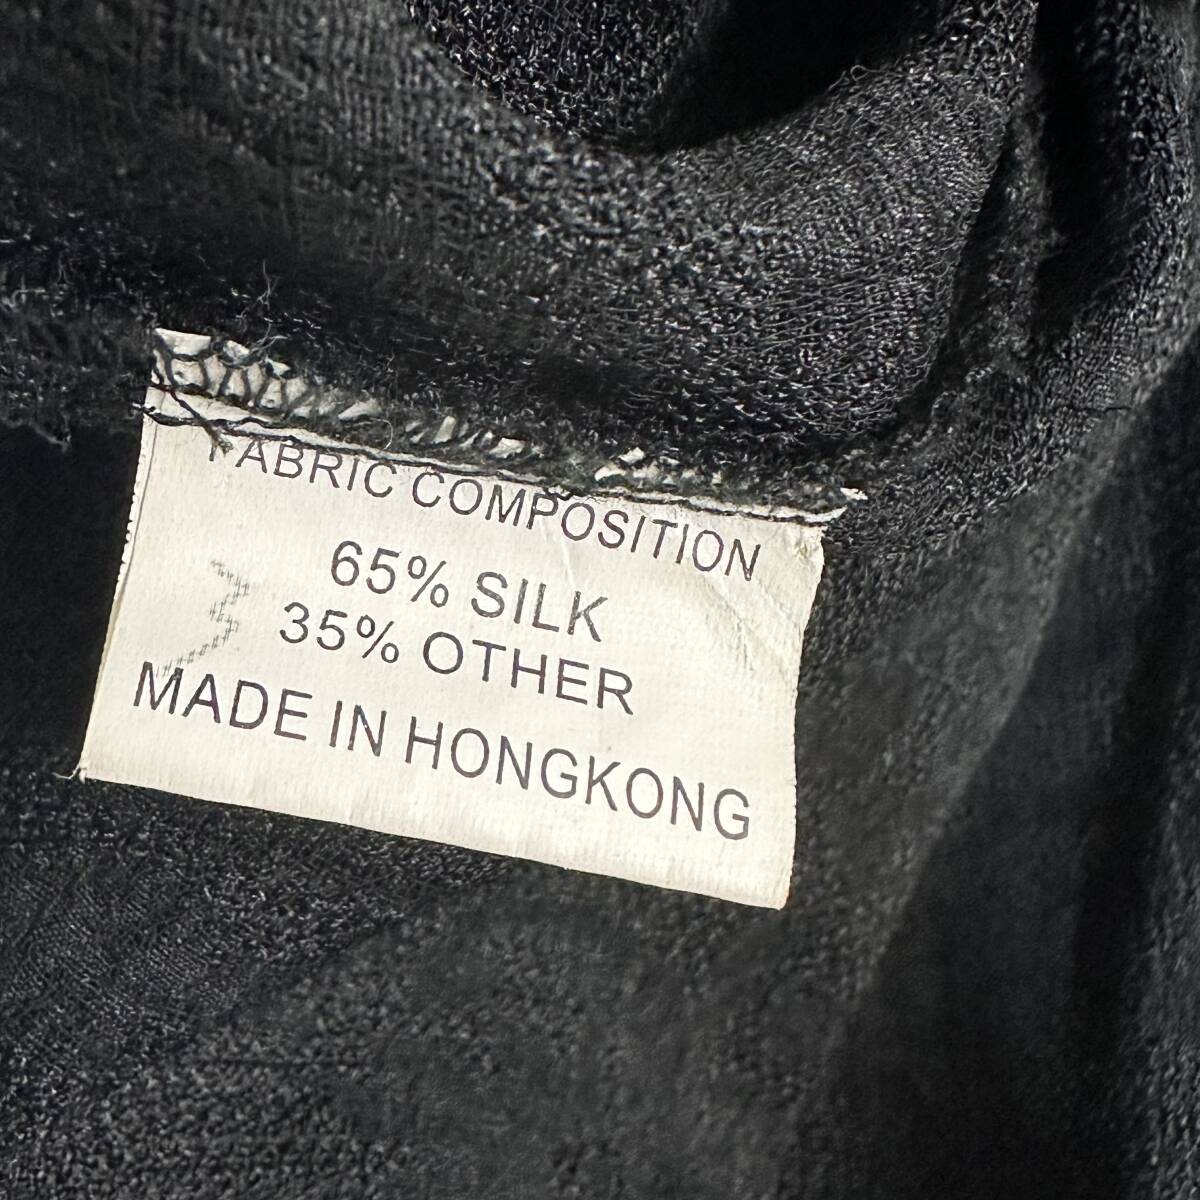 FABRIC COMPOSITION
65% SILK
35% OTHER
MADE IN HONGKONG